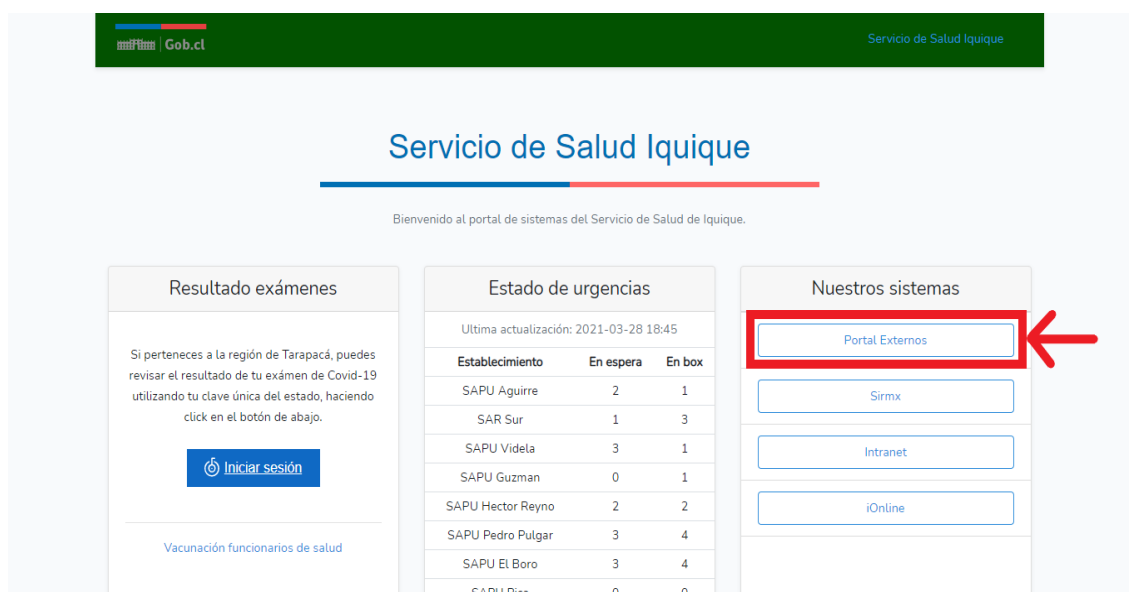 Gob.cl
Servicio de Salud Iquique
Servicio de Salud Iquique
Bienvenido al portal de sistemas del Servicio de Salud de Iquique.
Resultado exámenes
Si perteneces a la región de Tarapacá, puedes
revisar el resultado de tu exámen de Covid-19
utilizando tu clave única del estado, haciendo
click en el botón de abajo.
Iniciar sesión
Vacunación funcionarios de salud
Estado de urgencias
Ultima actualización: 2021-03-28 18:45
Establecimiento En espera En box
SAPU Aguirre 2 1
SAR Sur 1 3
SAPU Videla 3 1
SAPU Guzman 0 1
SAPU Hector Reyno 2 2
SAPU Pedro Pulgar 3 4
SAPU El Boro 3 4
Nuestros sistemas
Portal Externos
Sirmx
Intranet
iOnline